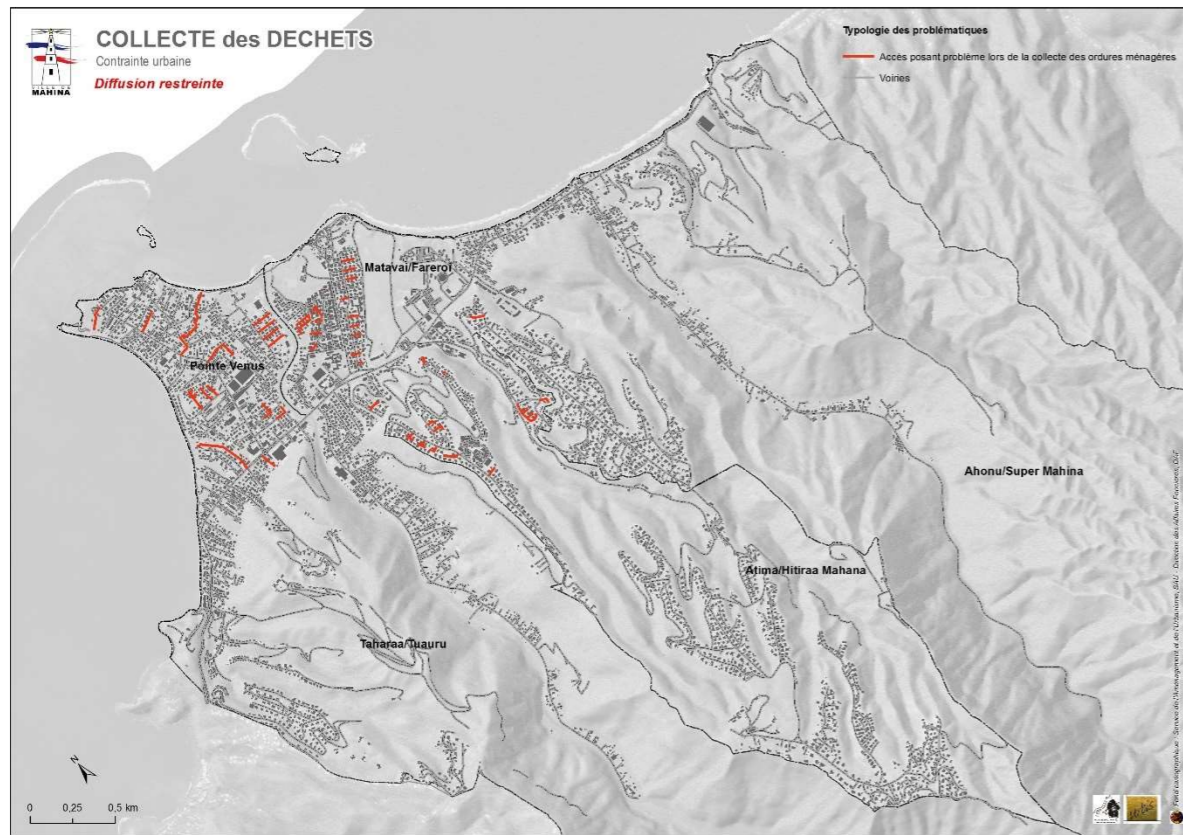 COLLECTE des DECHETS
Contrainte urbaine
Diffusion restreinte
MAHINA
Typologie des problématiques
Accès posant problème lors de la collecte des ordures ménagères
Voiries
Matavai/Fareroi
Pointe Venus
Ahonu/Super Mahina
Atima/Hitiraa Mahana
Taharaa/Tuauru
N
0 0,25 0,5 km